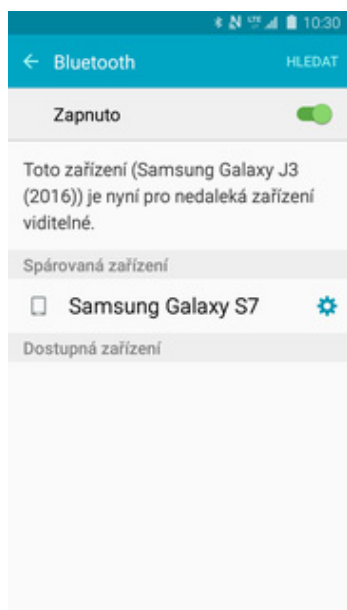 LTE 10:30
Bluetooth HLEDAT
Zapnuto
Toto zařízení (Samsung Galaxy J3
(2016)) je nyní pro nedaleká zařízení
viditelné.
Spárovaná zařízení
Samsung Galaxy S7
Dostupná zařízení